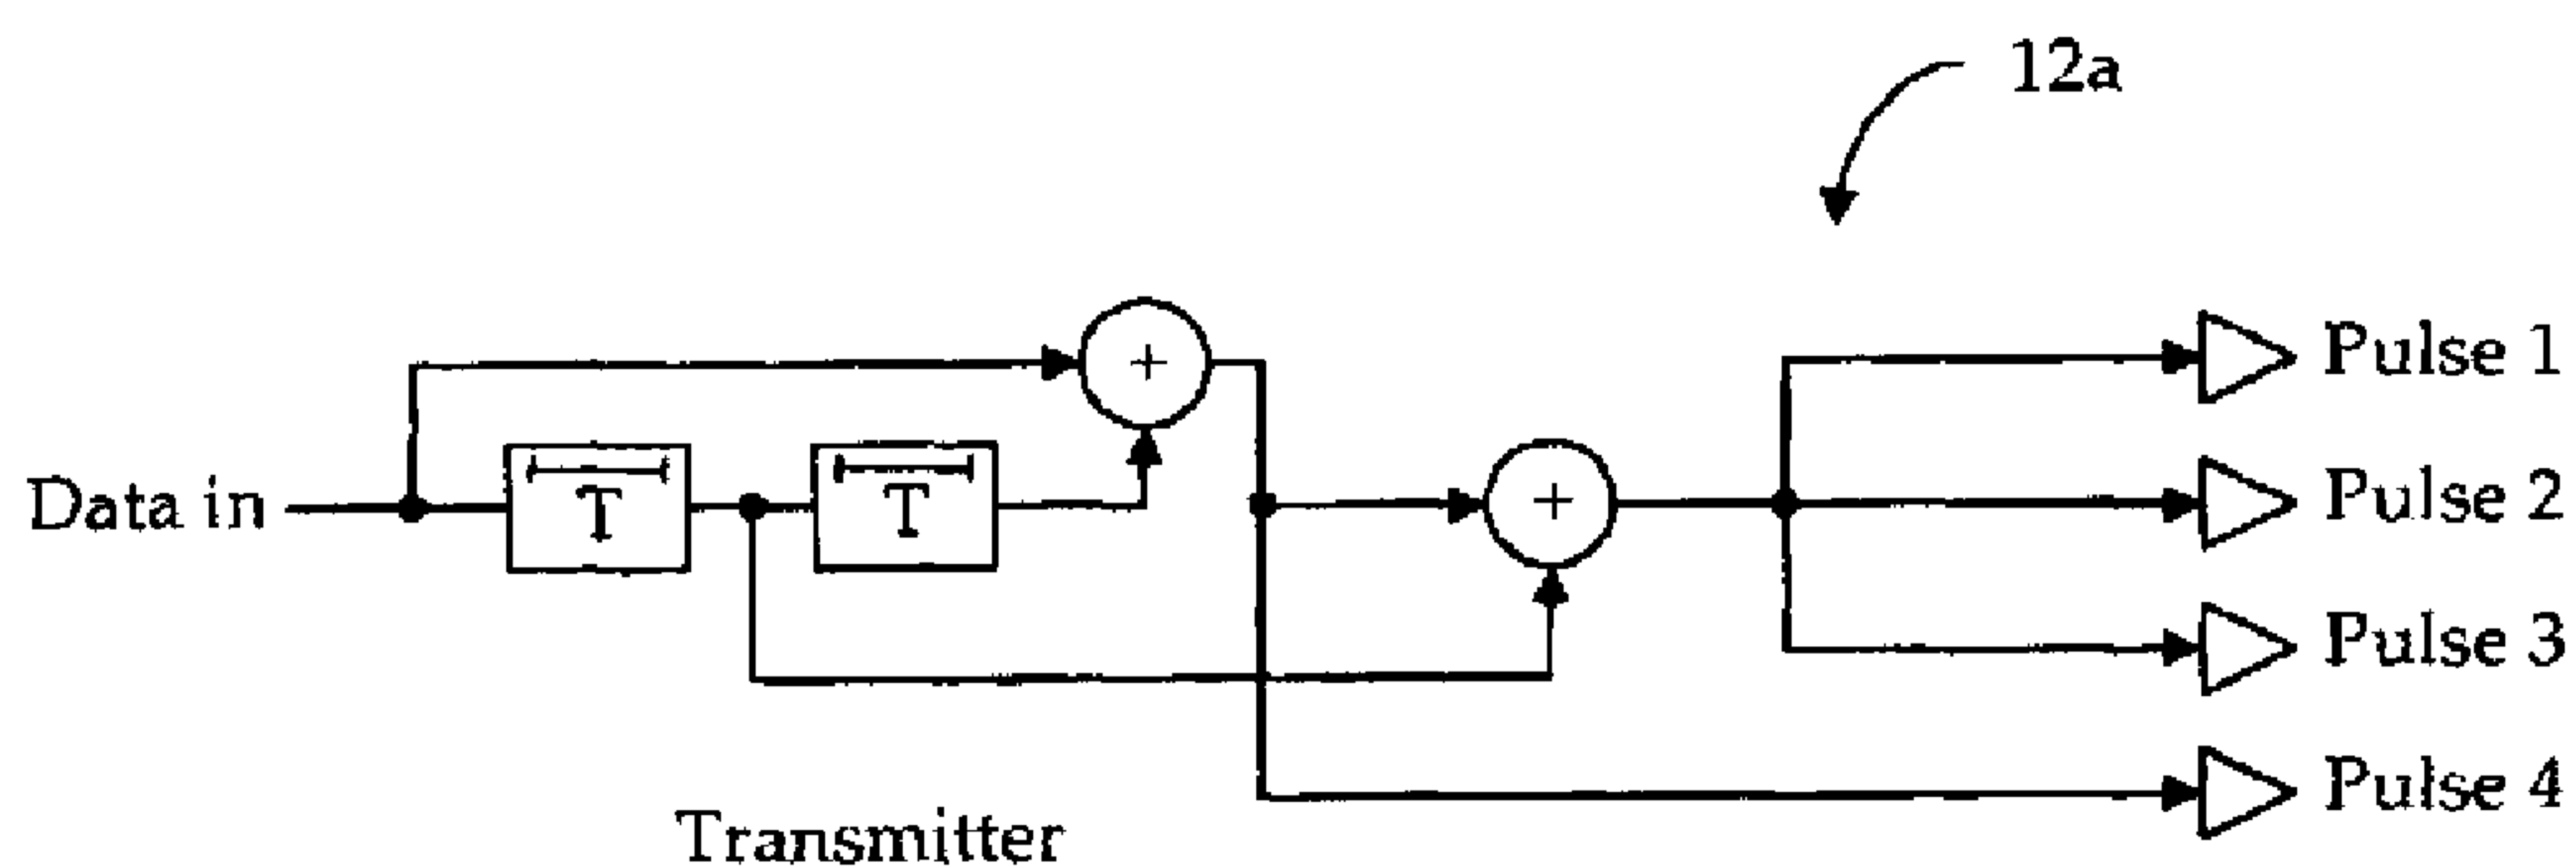 12a
+
Pulse 1
Data in
T
T
+
Pulse 2
Pulse 3
Pulse 4
Transmitter